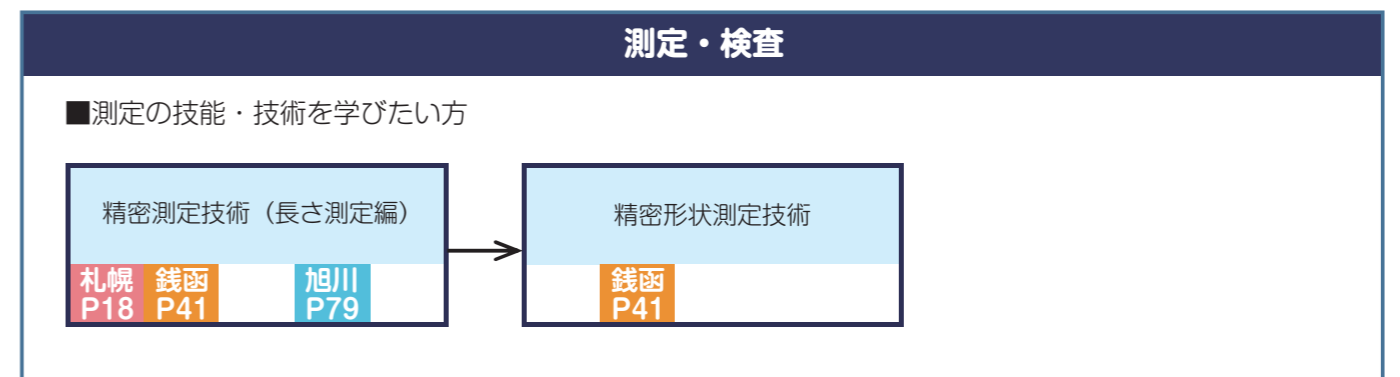 測定・検査
■測定の技能・技術を学びたい方
精密測定技術（長さ測定編）
札幌 銭函 旭川
P18 P41 P79
精密形状測定技術
銭函
P41